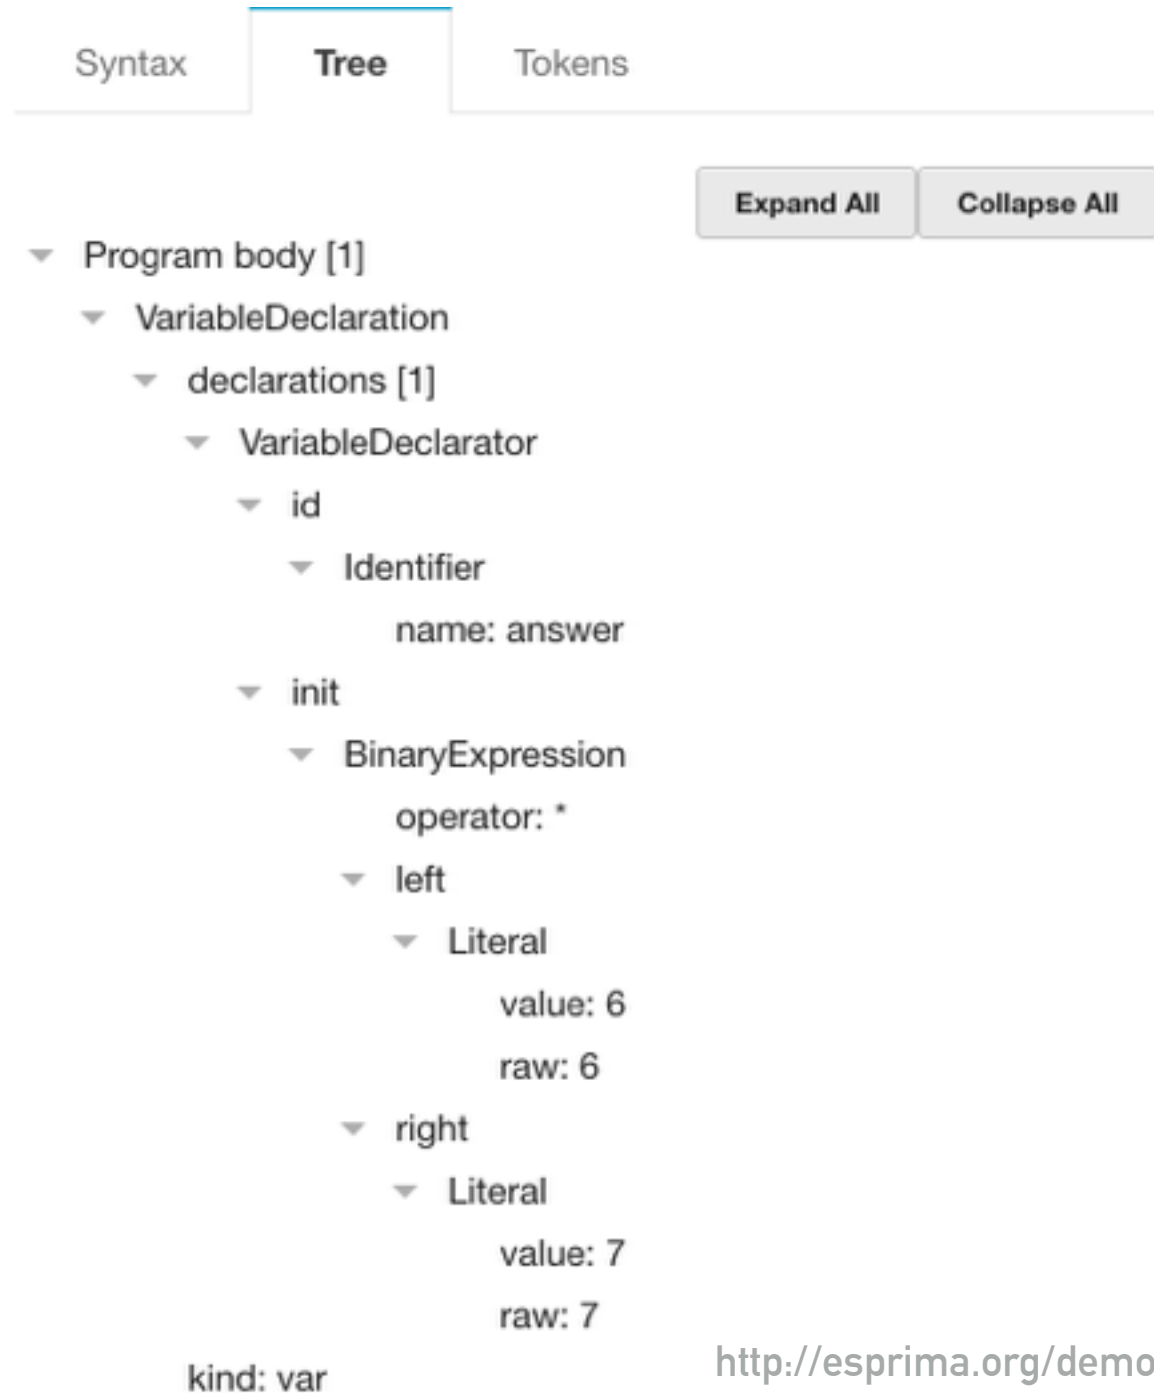 Syntax Tree Tokens
Expand All Collapse All
Program body [1]
VariableDeclaration
declarations [1]
VariableDeclarator
id
Identifier
name: answer
init
BinaryExpression
operator: *
left
Literal
value: 6
raw: 6
right
Literal
value: 7
raw: 7
kind: var
http://esprima.org/demo